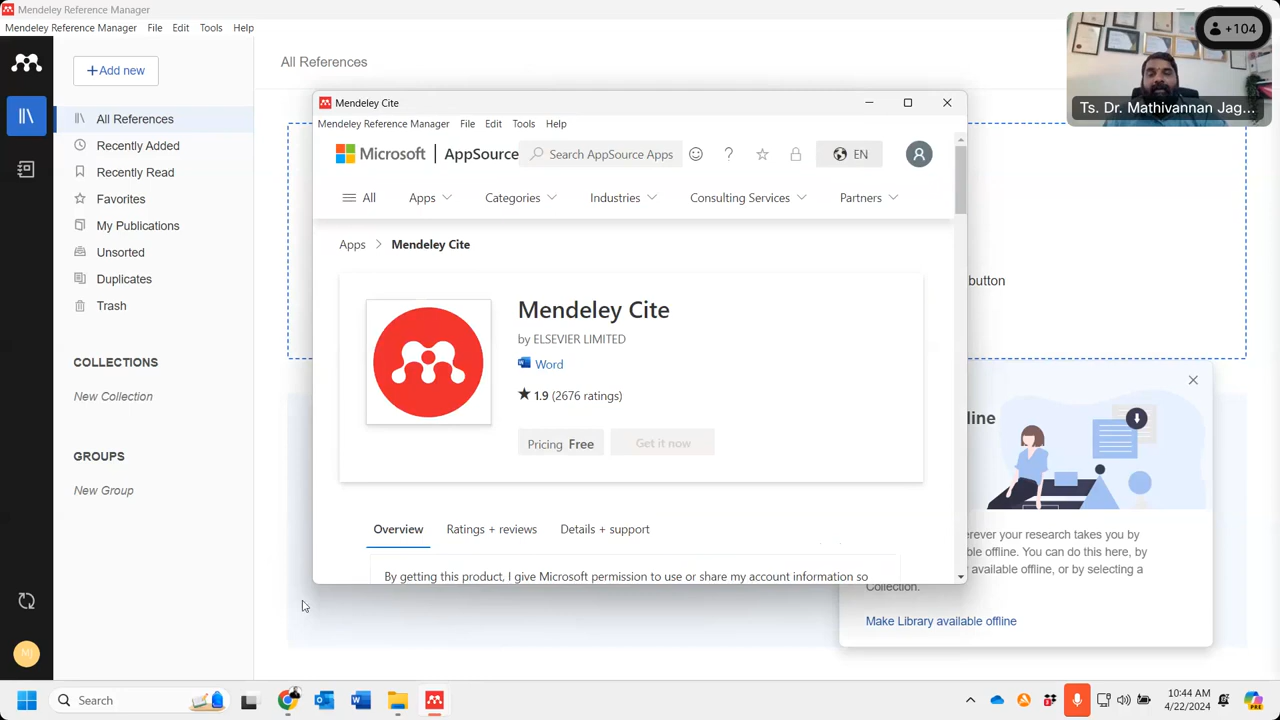 Mendeley Reference Manager
Mendeley Reference Manager File Edit Tools Help
+104
Ts. Dr. Mathivannan Jag...
+Add new
All References
Recently Added
Recently Read
Favorites
My Publications
Unsorted
Duplicates
Trash
COLLECTIONS
New Collection
GROUPS
New Group
All References
button
Mendeley Cite
Mendeley Reference Manager File Edit Tools Help
Microsoft | AppSource Search AppSource Apps ? EN
All Apps Categories Industries Consulting Services Partners
Apps > Mendeley Cite
Mendeley Cite
by ELSEVIER LIMITED
Word
1.9 (2676 ratings)
Pricing Free Get it now
Overview Ratings + reviews Details + support
By getting this product, I give Microsoft permission to use or share my account information so
line
erever your research takes you by
ble offline. You can do this here, by
available offline, or by selecting a
Collection.
Make Library available offline
MJ
Search
10:44 AM
4/22/2024
PRE